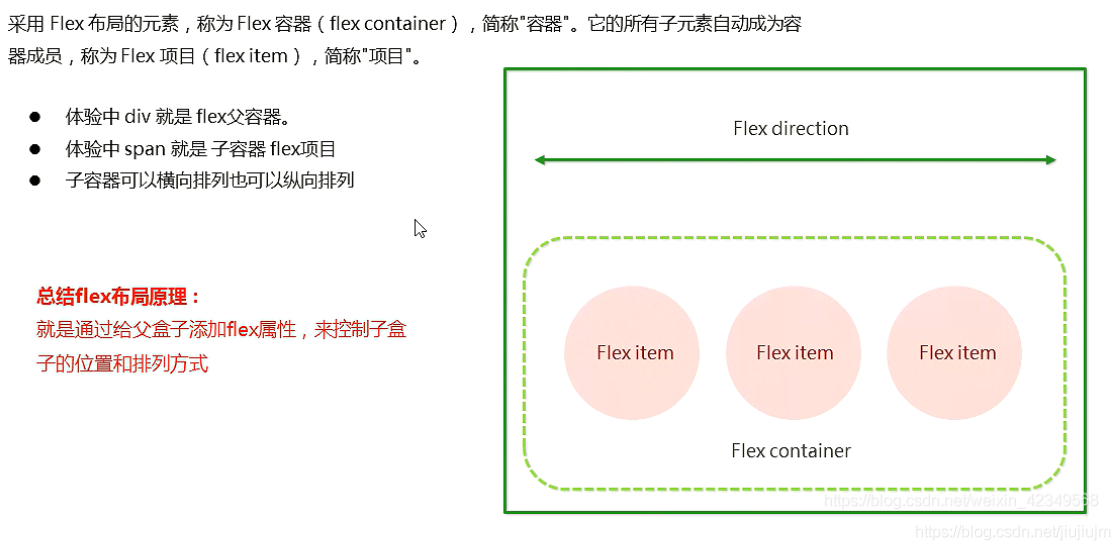 采用 Flex 布局的元素，称为 Flex 容器（flex container），简称"容器"。它的所有子元素自动成为容
器成员，称为 Flex 项目（flex item），简称"项目"。
● 体验中 div 就是 flex父容器。
● 体验中 span 就是 子容器 flex项目
● 子容器可以横向排列也可以纵向排列
总结flex布局原理：
就是通过给父盒子添加flex属性，来控制子盒
子的位置和排列方式
Flex direction
Flex item
Flex item
Flex item
Flex container
https://blog.csdn.net/weixin_42349568
https://blog.csdn.net/jiujiujm